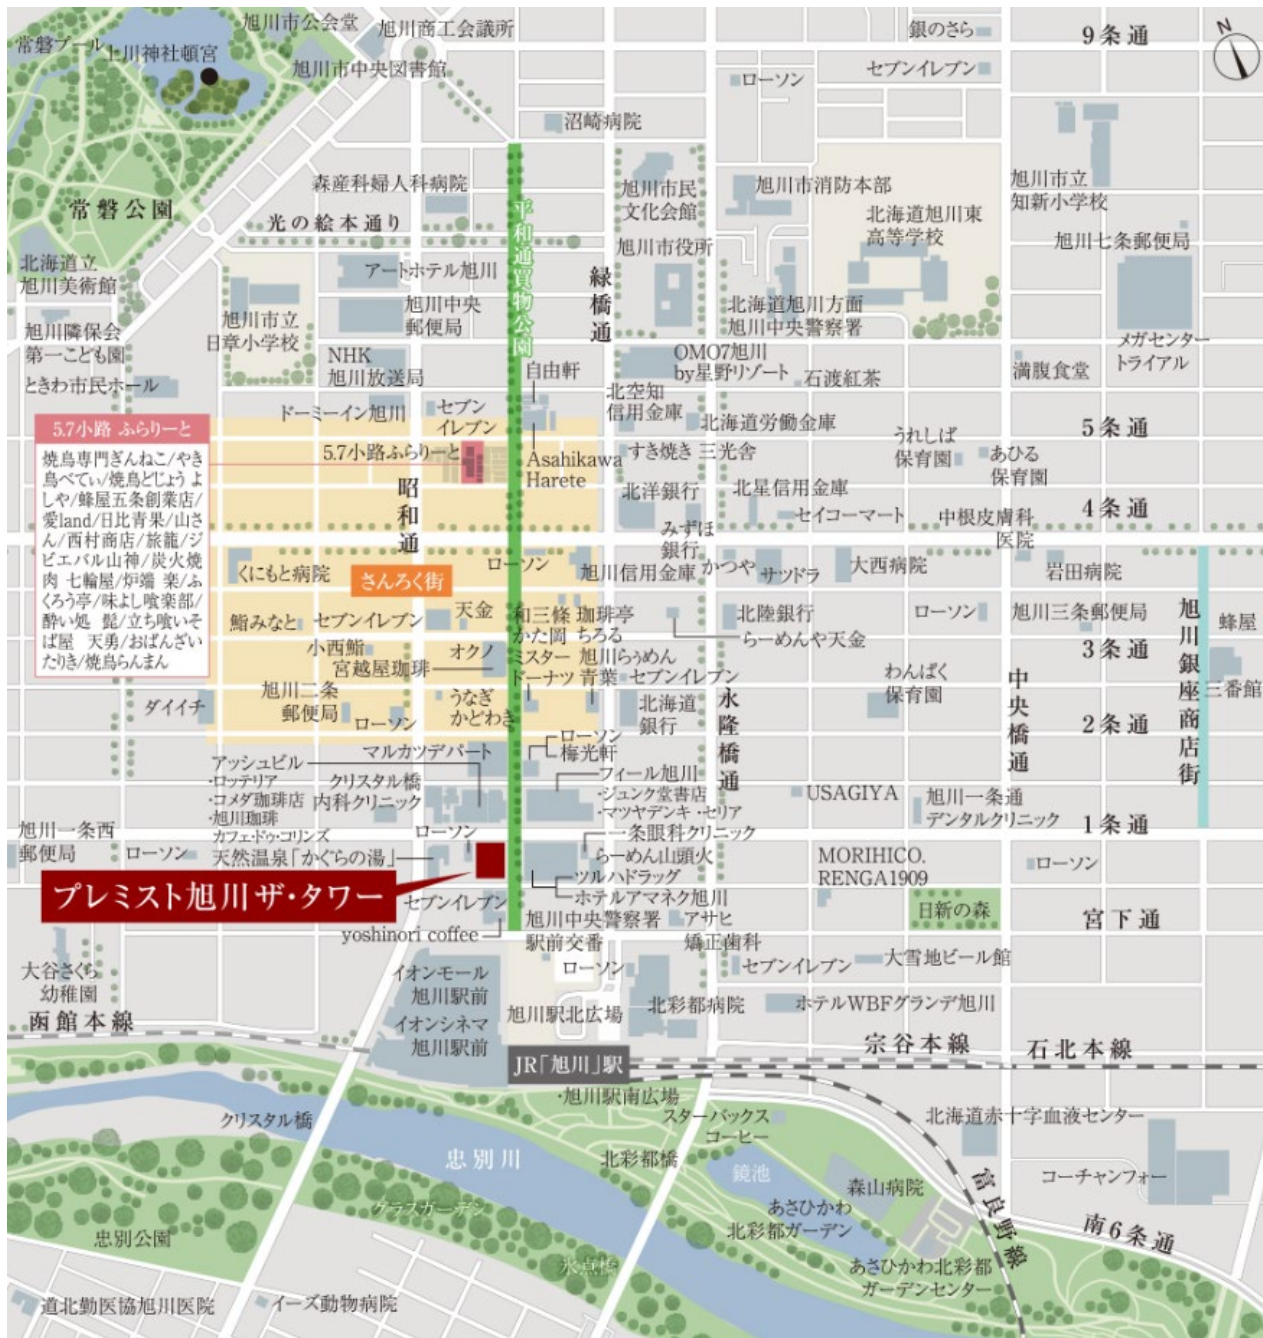 旭川市公会堂
旭川商工会議所
常磐プール
上川神社頓宮
旭川市中央図書館
銀のさら
9条通
N
セブンイレブン
ローソン
沼崎病院
森産科婦人科病院
常磐公園
光の絵本通り
平和通買物公園
旭川市民
文化会館
旭川市消防本部
旭川市立
知新小学校
北海道旭川東
高等学校
旭川市役所
旭川七条郵便局
北海道立
旭川美術館
アートホテル旭川
緑橋通
旭川中央
郵便局
旭川市立
日章小学校
北海道旭川方面
旭川中央警察署
旭川隣保会
第一こども園
NHK
旭川放送局
OMO7旭川
by星野リゾート
メガセンター
トライアル
ときわ市民ホール
自由軒
石渡紅茶
満腹食堂
ドーミーイン旭川
セブン
イレブン
北空知
信用金庫
北海道労働金庫
5条通
5.7小路 ふらりーと
焼鳥専門ぎんねこ/やき
鳥べてぃ/焼鳥どじょう よ
しや/蜂屋五条創業店/
愛land/日比青果/山さ
ん/西村商店/旅籠/ジ
ビエバル山神/炭火焼
肉 七輪屋/炉端 楽/ふ
くろう亭/味よし喰楽部/
酔い処 髭/立ち喰いそ
ば屋 天勇/おばんざい
たりき/焼鳥らんまん
5.7小路ふらりーと
Asahikawa
Harete
すき焼き 三光舎
うれしば
保育園
あひる
保育園
昭和通
北洋銀行
北星信用金庫
4条通
みずほ
銀行
セイコーマート
中根皮膚科
医院
くにもと病院
さんろく街
ローソン
旭川信用金庫
かつや
サツドラ
大西病院
岩田病院
旭川銀座商店街
鮨みなと
セブンイレブン
天金
和三條
かた岡
珈琲亭
ちろる
北陸銀行
らーめんや天金
ローソン
旭川三条郵便局
蜂屋
小西鮨
宮越屋珈琲
オクノ
ミスター
ドーナツ
旭川らぅめん
青葉
セブンイレブン
3条通
わんぱく
保育園
中央橋通
三番館
ダイイチ
旭川二条
郵便局
ローソン
うなぎ
かどわき
北海道
銀行
永隆橋通
2条通
マルカツデパート
ローソン
梅光軒
アッシュビル
・ロッテリア
・コメダ珈琲店
・旭川珈琲
カフェ・ドゥ・コリンズ
クリスタル橋
内科クリニック
フィール旭川
・ジュンク堂書店
・マツヤデンキ ・セリア
USAGIYA
旭川一条通
デンタルクリニック
1条通
旭川一条西
郵便局
ローソン
ローソン
天然温泉「かぐらの湯」
一条眼科クリニック
らーめん山頭火
ツルハドラッグ
ホテルアマネク旭川
MORIHICO.
RENGA1909
ローソン
プレミスト旭川ザ・タワー
セブンイレブン
yoshinori coffee
旭川中央警察署
駅前交番
アサヒ
矯正歯科
日新の森
宮下通
大谷さくら
幼稚園
イオンモール
旭川駅前
イオンシネマ
旭川駅前
ローソン
セブンイレブン
大雪地ビール館
旭川駅北広場
北彩都病院
ホテルWBFグランデ旭川
函館本線
JR「旭川」駅
宗谷本線
石北本線
・旭川駅南広場
スターバックス
コーヒー
北海道赤十字血液センター
クリスタル橋
忠別川
北彩都橋
鏡池
森山病院
コーチャンフォー
グラスガーデン
あさひかわ
北彩都ガーデン
富良野線
南6条通
忠別公園
氷点橋
あさひかわ北彩都
ガーデンセンター
道北勤医協旭川医院
イーズ動物病院